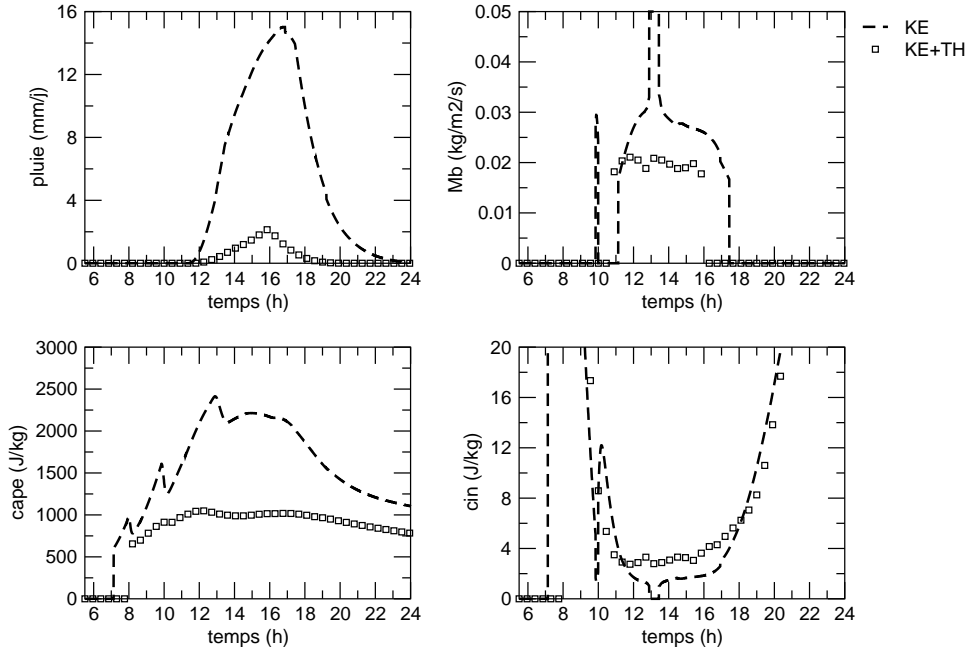 16
12
8
4
0
pluie (mm/j)
6 8 10 12 14 16 18 20 22 24
temps (h)
0.05
0.04
0.03
0.02
0.01
0
Mb (kg/m2/s)
6 8 10 12 14 16 18 20 22 24
temps (h)
KE
KE+TH
3000
2500
2000
1500
1000
500
0
cape (J/kg)
6 8 10 12 14 16 18 20 22 24
temps (h)
20
16
12
8
4
0
cin (J/kg)
6 8 10 12 14 16 18 20 22 24
temps (h)